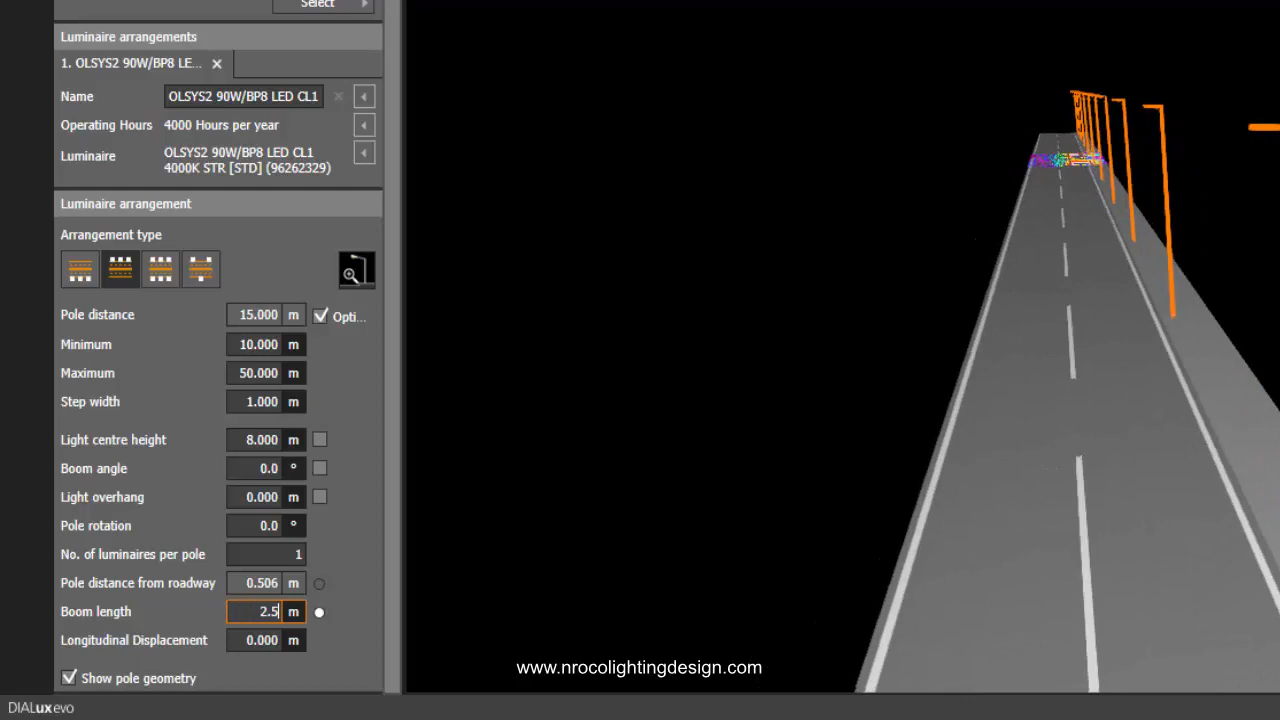 Select
Luminaire arrangements
1. OLSYS2 90W/BP8 LE... ×
Name OLSYS2 90W/BP8 LED CL1
Operating Hours 4000 Hours per year
Luminaire OLSYS2 90W/BP8 LED CL1
4000K STR [STD] (96262329)
Luminaire arrangement
Arrangement type
Pole distance 15.000 m Opti...
Minimum 10.000 m
Maximum 50.000 m
Step width 1.000 m
Light centre height 8.000 m
Boom angle 0.0 °
Light overhang 0.000 m
Pole rotation 0.0 °
No. of luminaires per pole 1
Pole distance from roadway 0.506 m
Boom length 2.5 m
Longitudinal Displacement 0.000 m
Show pole geometry
www.nrocolightingdesign.com
DIALux evo